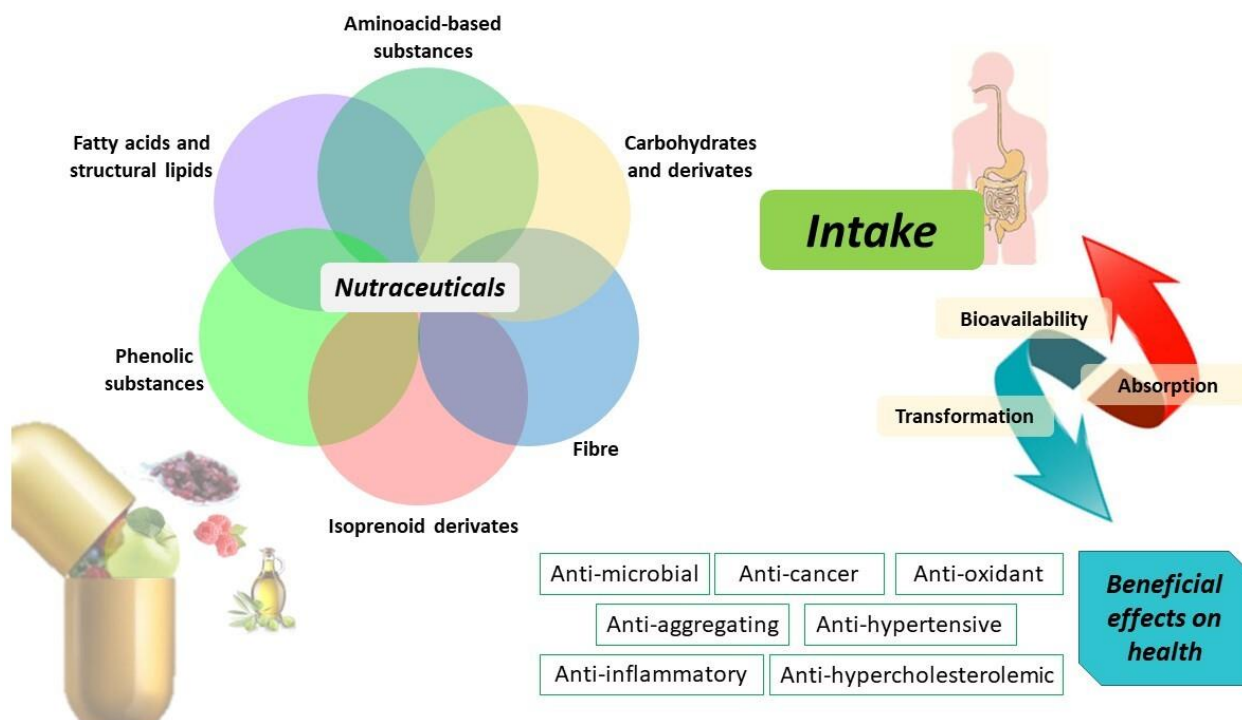 Aminoacid-based
substances
Fatty acids and
structural lipids
Carbohydrates
and derivates
Nutraceuticals
Phenolic
substances
Fibre
Isoprenoid derivates
Intake
Bioavailability
Absorption
Transformation
Anti-microbial
Anti-cancer
Anti-oxidant
Anti-aggregating
Anti-hypertensive
Anti-inflammatory
Anti-hypercholesterolemic
Beneficial
effects on
health